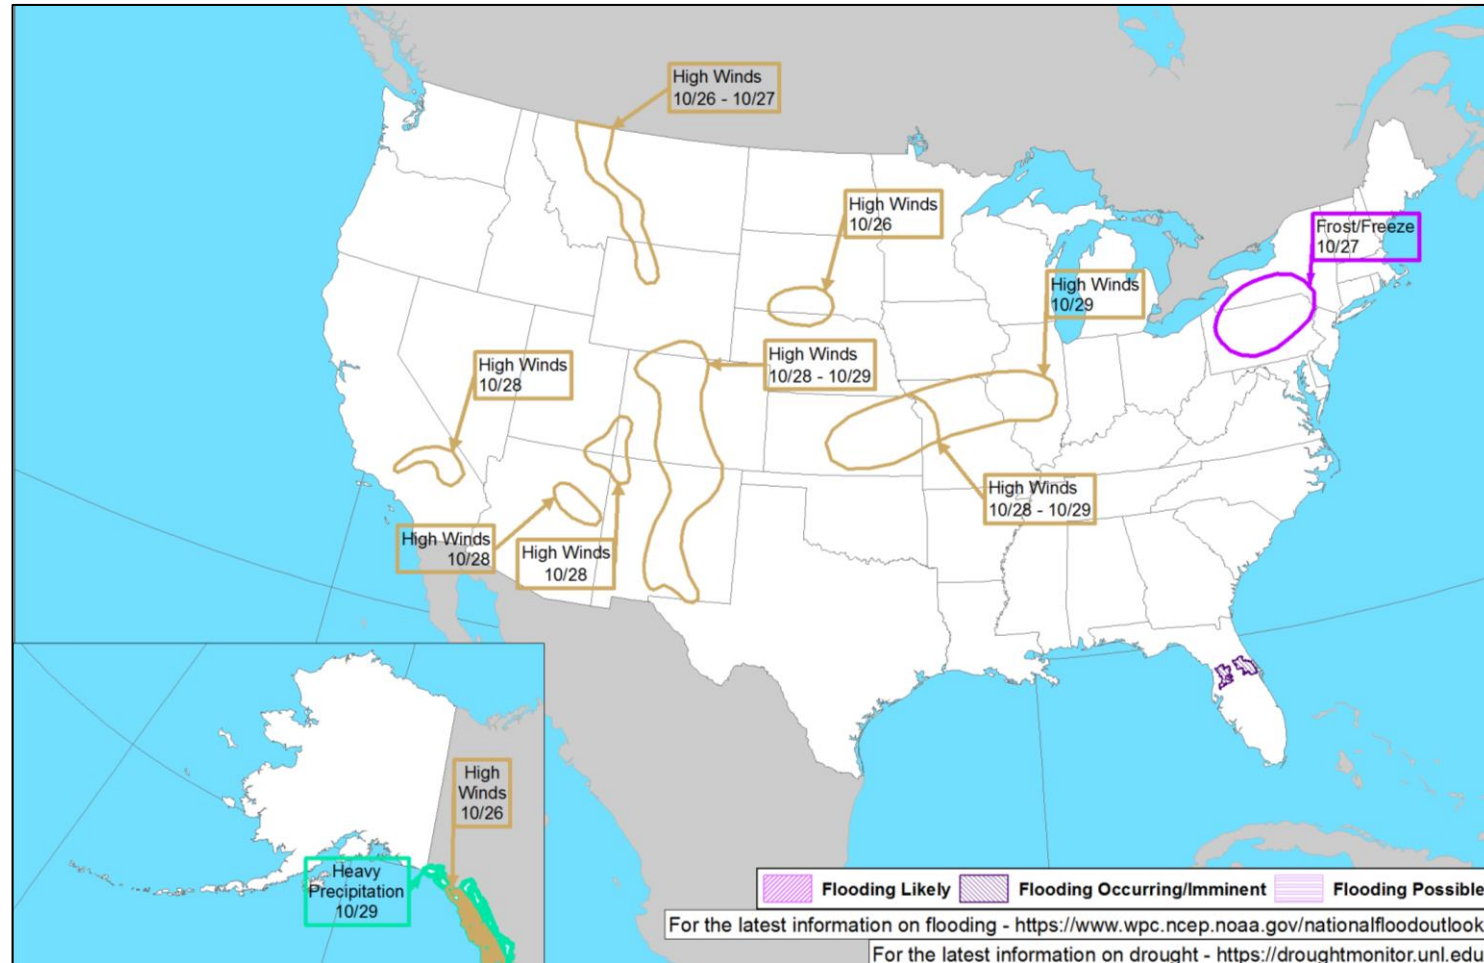 High Winds
10/26 - 10/27
High Winds
10/26
Frost/Freeze
10/27
High Winds
10/29
High Winds
10/28 - 10/29
High Winds
10/28
High Winds
10/28 - 10/29
High Winds
10/28
High Winds
10/28
High
Winds
10/26
Heavy
Precipitation
10/29
Flooding Likely
Flooding Occurring/Imminent
Flooding Possible
For the latest information on flooding - https://www.wpc.ncep.noaa.gov/nationalfloodoutlook
For the latest information on drought - https://droughtmonitor.unl.edu